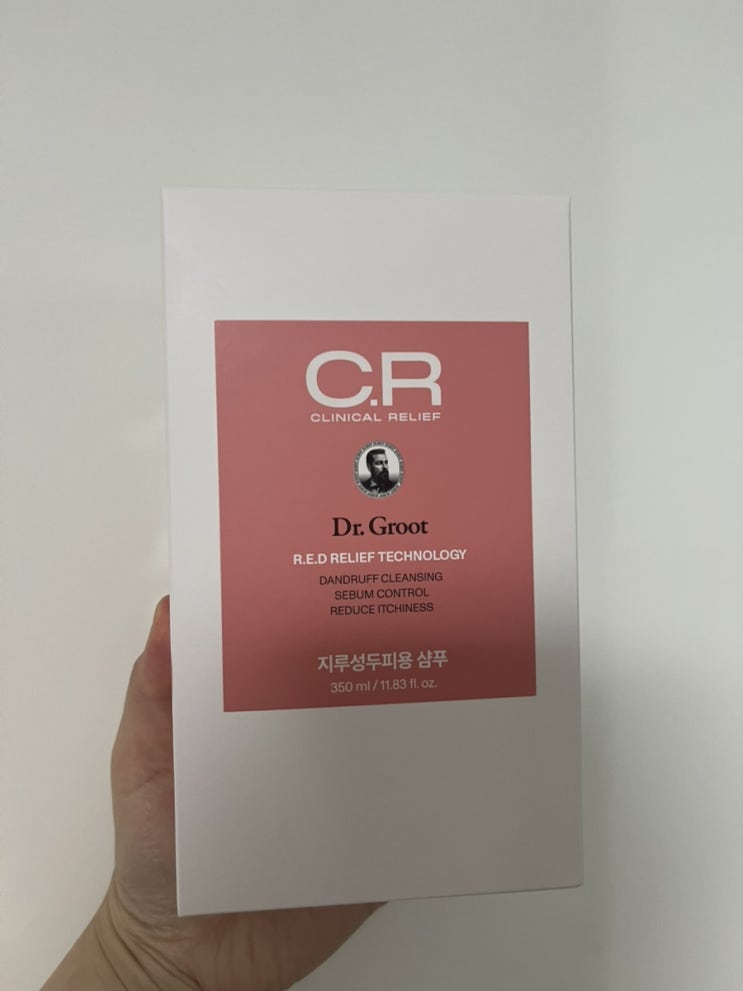 C.R
CLINICAL RELIEF
Dr. Groot
R.E.D RELIEF TECHNOLOGY
DANDRUFF CLEANSING
SEBUM CONTROL
REDUCE ITCHINESS
지루성두피용 샴푸
350 ml / 11.83 fl. oz.